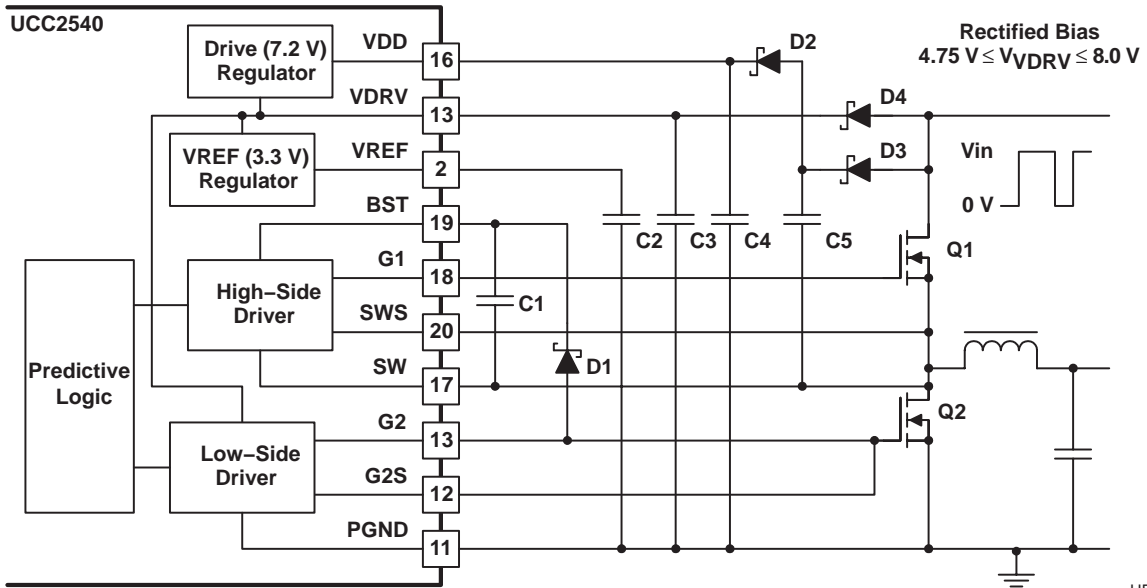 UCC2540
Drive (7.2 V)
Regulator
VDD
16
D2
Rectified Bias
4.75 V ≤ VVDRV ≤ 8.0 V
VDRV
13
D4
VREF (3.3 V)
Regulator
VREF
2
D3
Vin
0 V
BST
19
C2
C3
C4
C5
Q1
G1
18
High−Side
Driver
C1
SWS
20
SW
17
D1
Predictive
Logic
G2
13
Q2
Low−Side
Driver
G2S
12
PGND
11